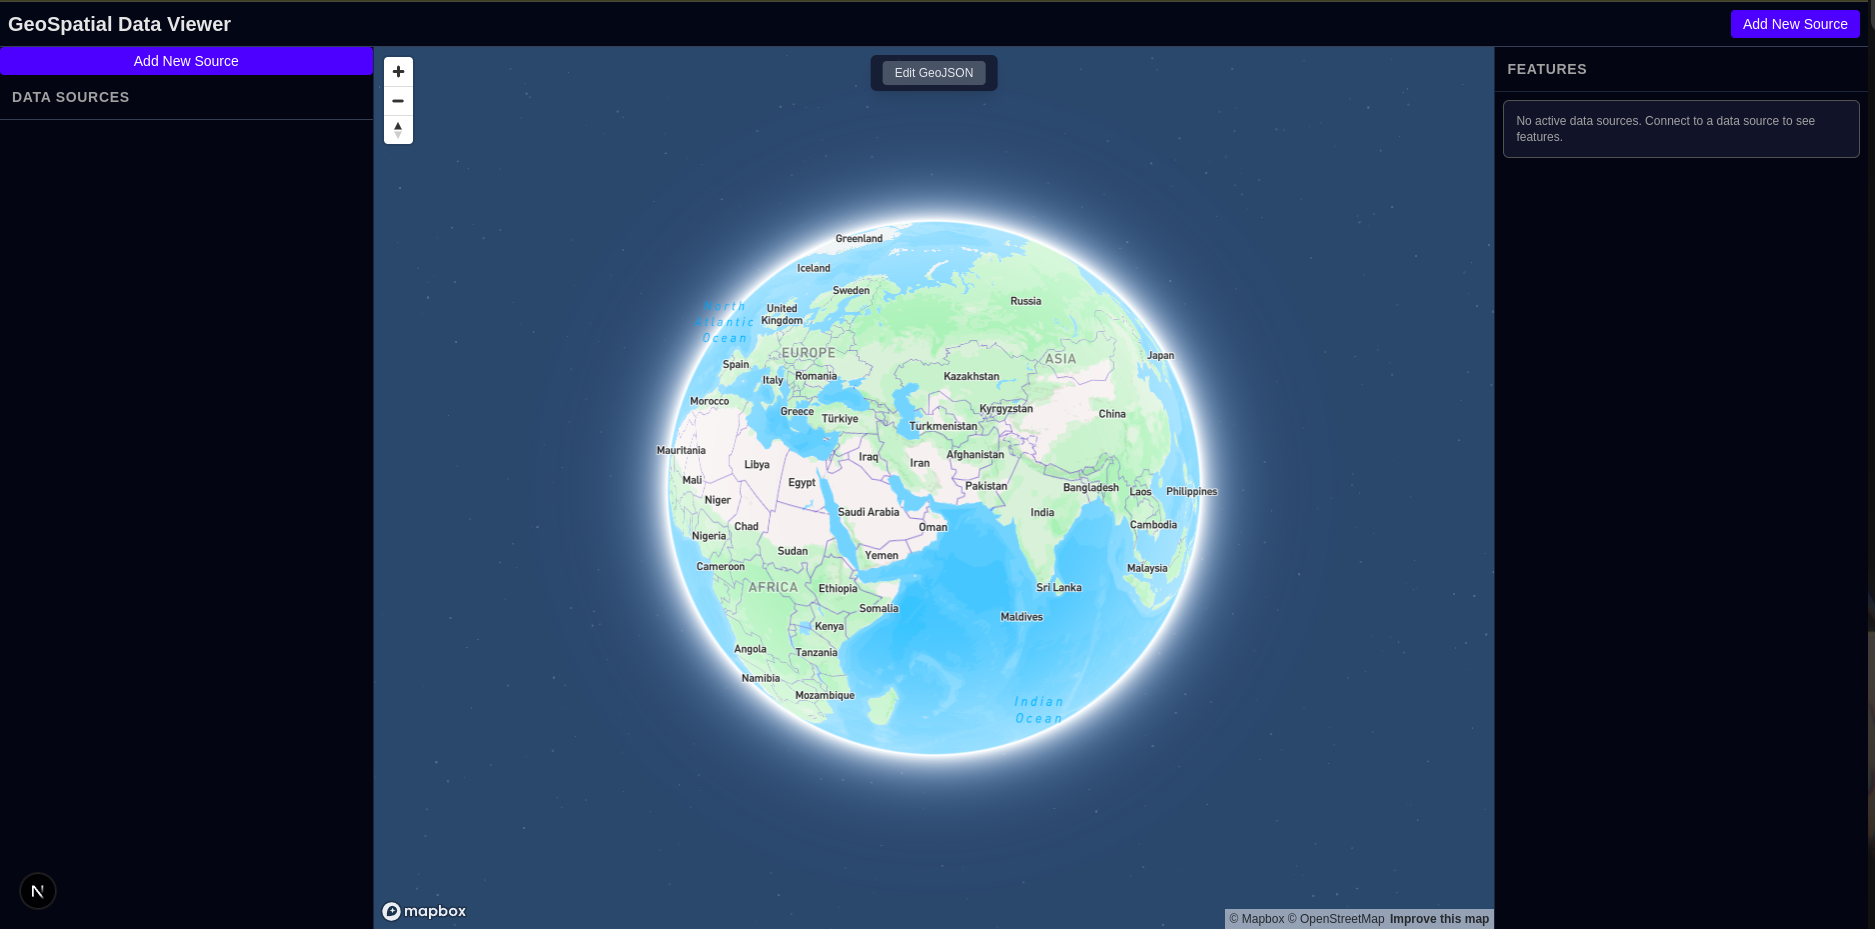 GeoSpatial Data Viewer
Add New Source
Add New Source
DATA SOURCES
Edit GeoJSON
FEATURES
No active data sources. Connect to a data source to see
features.
Greenland
Iceland
Sweden
Russia
North
Atlantic
Ocean
United
Kingdom
EUROPE
ASIA
Japan
Spain
Italy
Romania
Kazakhstan
Morocco
Greece
Türkiye
Kyrgyzstan
China
Turkmenistan
Mauritania
Libya
Iraq
Iran
Afghanistan
Mali
Egypt
Pakistan
Bangladesh
Laos
Philippines
Niger
Saudi Arabia
India
Chad
Oman
Cambodia
Nigeria
Sudan
Yemen
Cameroon
Malaysia
AFRICA
Ethiopia
Sri Lanka
Somalia
Maldives
Kenya
Angola
Tanzania
Namibia
Mozambique
Indian
Ocean
N
mapbox
© Mapbox © OpenStreetMap Improve this map